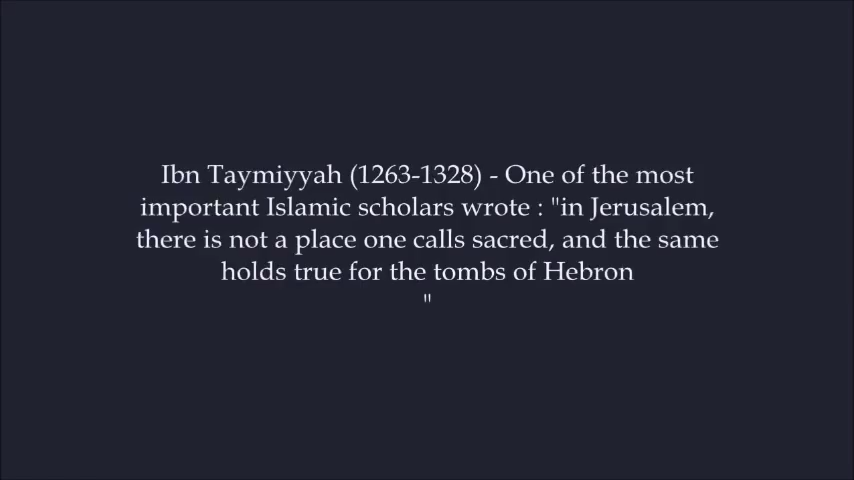 Ibn Taymiyyah (1263-1328) - One of the most
important Islamic scholars wrote : "in Jerusalem,
there is not a place one calls sacred, and the same
holds true for the tombs of Hebron
"